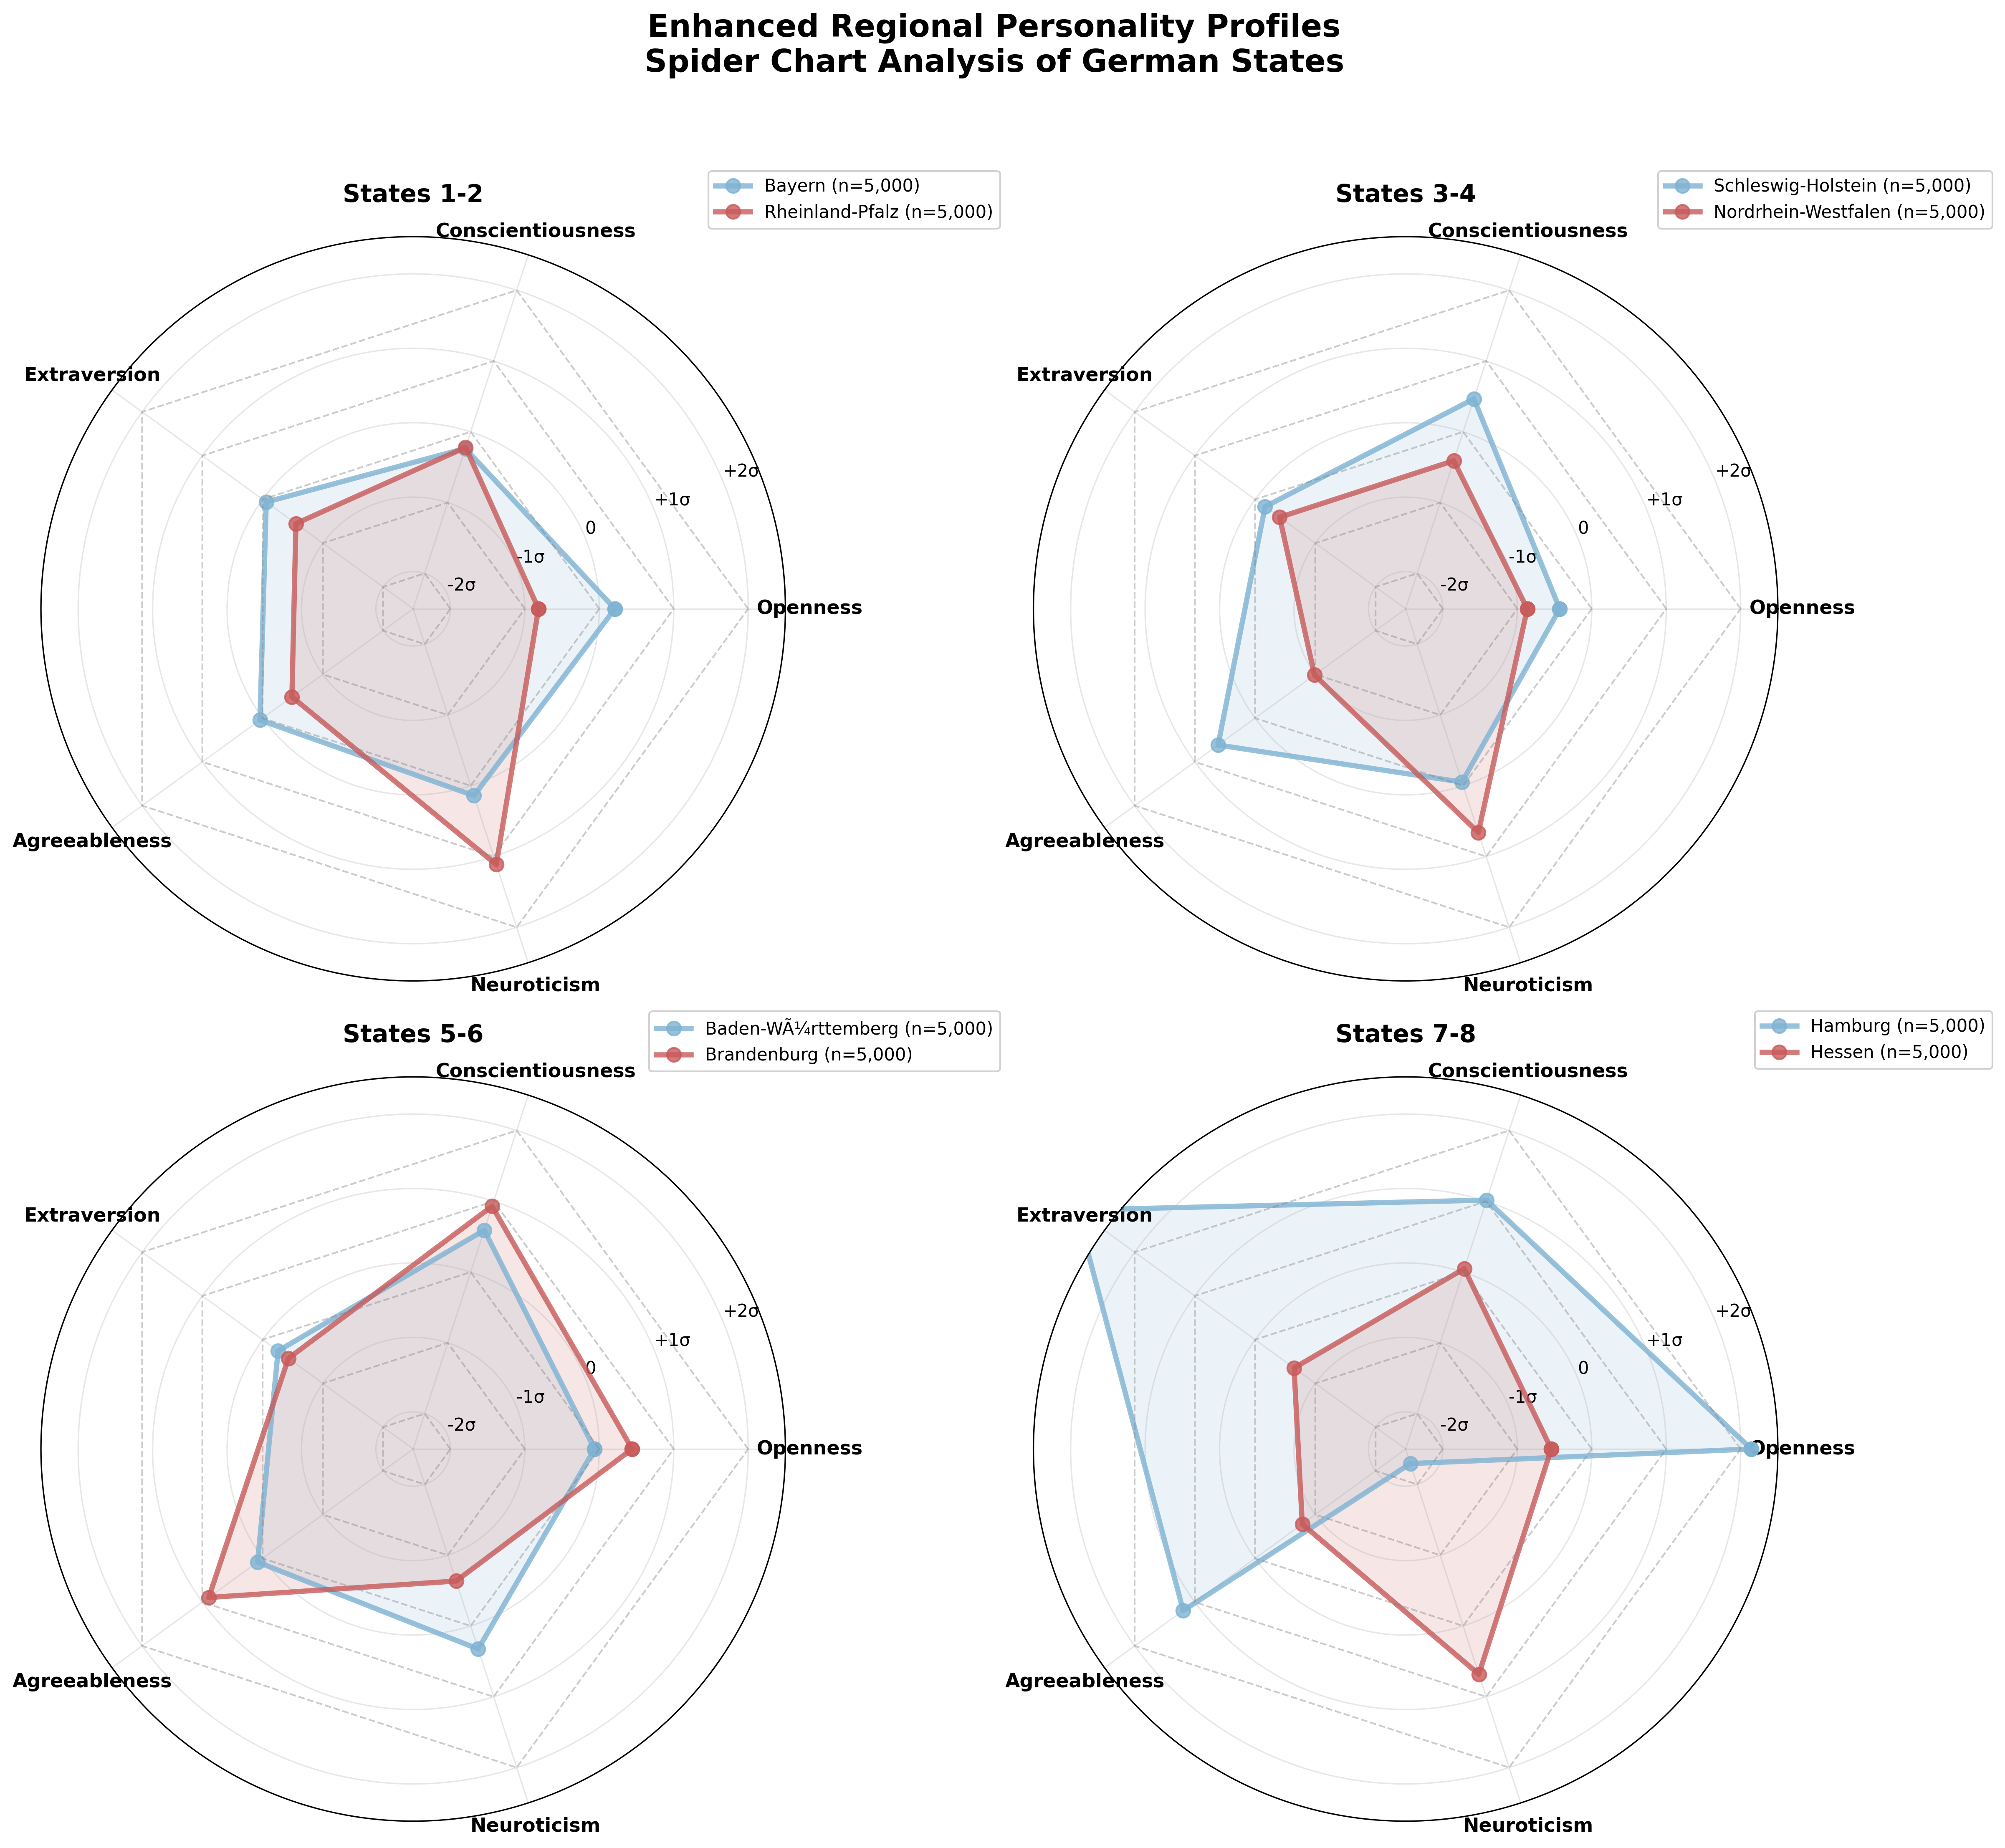 Enhanced Regional Personality Profiles
Spider Chart Analysis of German States
States 1-2
Bayern (n=5,000)
Rheinland-Pfalz (n=5,000)
Conscientiousness
Extraversion
+2σ
+1σ
0
-1σ
-2σ
Openness
Agreeableness
Neuroticism
States 3-4
Schleswig-Holstein (n=5,000)
Nordrhein-Westfalen (n=5,000)
Conscientiousness
Extraversion
+2σ
+1σ
0
-1σ
-2σ
Openness
Agreeableness
Neuroticism
States 5-6
Baden-WÃ¼rttemberg (n=5,000)
Brandenburg (n=5,000)
Conscientiousness
Extraversion
+2σ
+1σ
0
-1σ
-2σ
Openness
Agreeableness
Neuroticism
States 7-8
Hamburg (n=5,000)
Hessen (n=5,000)
Conscientiousness
Extraversion
+2σ
+1σ
0
-1σ
-2σ
Openness
Agreeableness
Neuroticism